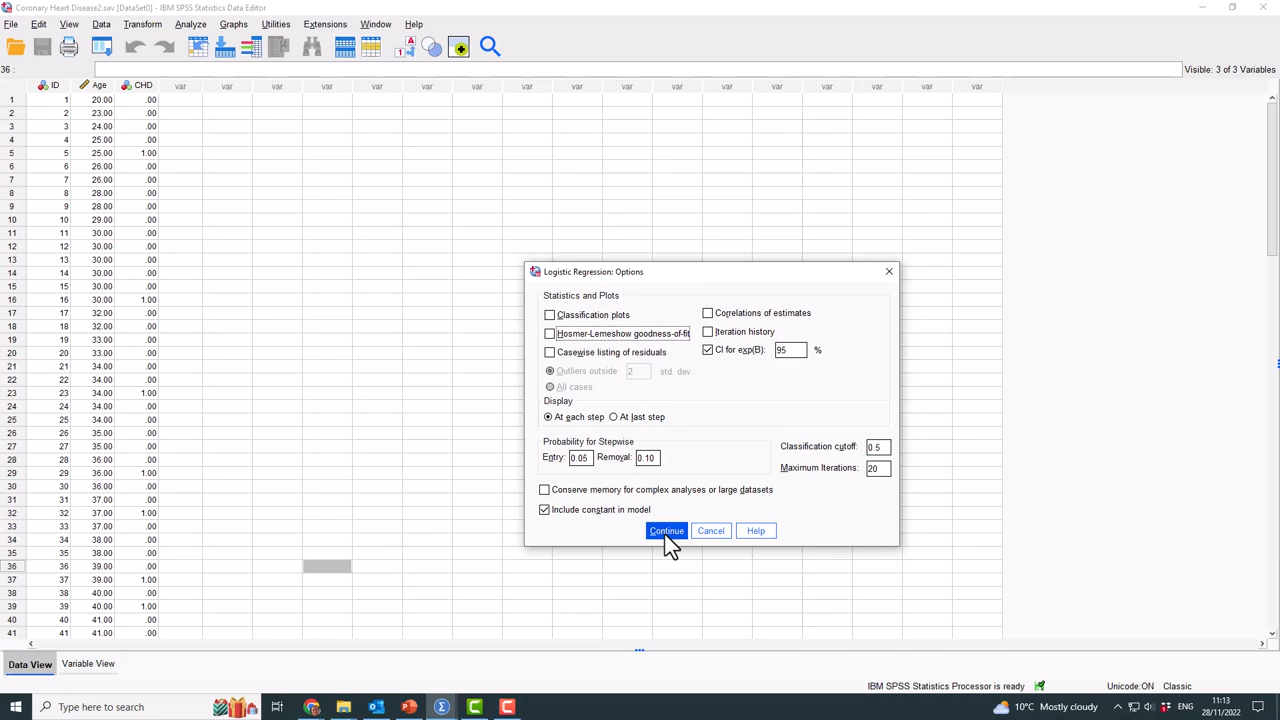 Coronary Heart Disease2.sav [DataSet0] - IBM SPSS Statistics Data Editor
File Edit View Data Transform Analyze Graphs Utilities Extensions Window Help
36 :
Visible: 3 of 3 Variables
ID Age CHD var var var var var var var var var var var var var var var var var
1 1 20.00 .00
2 2 23.00 .00
3 3 24.00 .00
4 4 25.00 .00
5 5 25.00 1.00
6 6 26.00 .00
7 7 26.00 .00
8 8 28.00 .00
9 9 28.00 .00
10 10 29.00 .00
11 11 30.00 .00
12 12 30.00 .00
13 13 30.00 .00
14 14 30.00 .00
15 15 30.00 .00
16 16 30.00 1.00
17 17 32.00 .00
18 18 32.00 .00
19 19 33.00 .00
20 20 33.00 .00
21 21 34.00 .00
22 22 34.00 .00
23 23 34.00 1.00
24 24 34.00 .00
25 25 34.00 .00
26 26 35.00 .00
27 27 35.00 .00
28 28 36.00 .00
29 29 36.00 1.00
30 30 36.00 .00
31 31 37.00 .00
32 32 37.00 1.00
33 33 37.00 .00
34 34 38.00 .00
35 35 38.00 .00
36 36 39.00 .00
37 37 39.00 1.00
38 38 40.00 .00
39 39 40.00 1.00
40 40 41.00 .00
41 41 41.00 .00
Logistic Regression: Options
Statistics and Plots
Classification plots
Hosmer-Lemeshow goodness-of-fit
Casewise listing of residuals
Outliers outside 2 std. dev.
All cases
Correlations of estimates
Iteration history
CI for exp(B): 95 %
Display
At each step At last step
Probability for Stepwise
Entry: 0.05 Removal: 0.10
Classification cutoff: 0.5
Maximum Iterations: 20
Conserve memory for complex analyses or large datasets
Include constant in model
Continue Cancel Help
Data View Variable View
IBM SPSS Statistics Processor is ready Unicode:ON Classic
Type here to search
10°C Mostly cloudy
ENG
11:13
28/11/2022